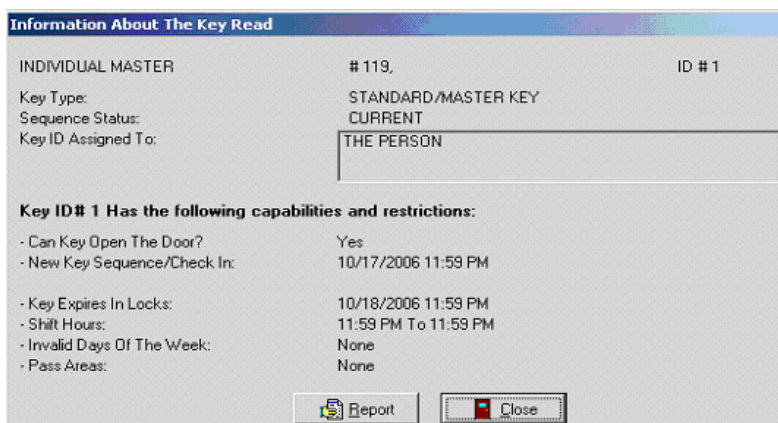 Information About The Key Read
INDIVIDUAL MASTER # 119, ID # 1
Key Type: STANDARD/MASTER KEY
Sequence Status: CURRENT
Key ID Assigned To: THE PERSON
Key ID# 1 Has the following capabilities and restrictions:
- Can Key Open The Door? Yes
- New Key Sequence/Check In: 10/17/2006 11:59 PM
- Key Expires In Locks: 10/18/2006 11:59 PM
- Shift Hours: 11:59 PM To 11:59 PM
- Invalid Days Of The Week: None
- Pass Areas: None
Report Close